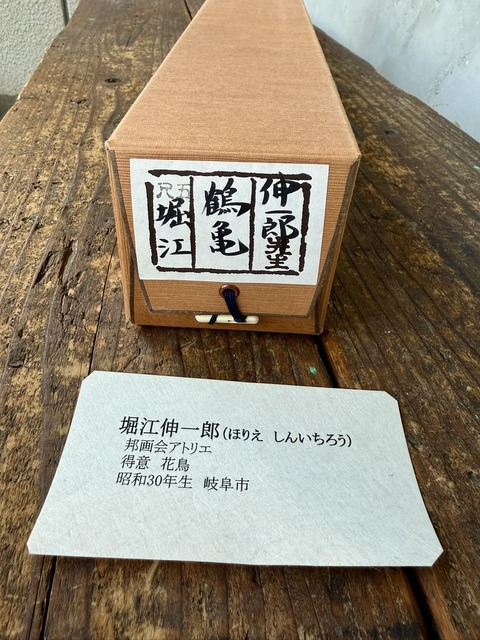 五尺
堀江
鶴亀
伸一郎先生
堀江伸一郎(ほりえ しんいちろう)
邦画会アトリエ
得意 花鳥
昭和30年生 岐阜市